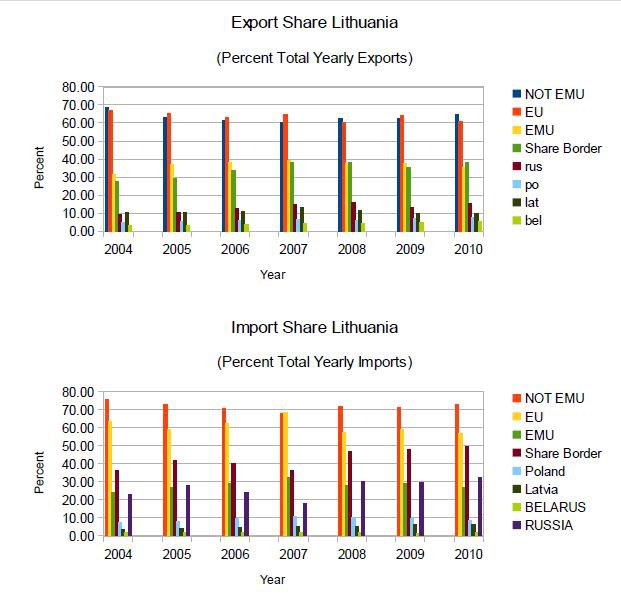 Export Share Lithuania
(Percent Total Yearly Exports)
80.00
70.00
60.00
50.00
40.00
30.00
20.00
10.00
0.00
Percent
2004 2005 2006 2007 2008 2009 2010
Year
NOT EMU
EU
EMU
Share Border
rus
po
lat
bel
Import Share Lithuania
(Percent Total Yearly Imports)
80.00
70.00
60.00
50.00
40.00
30.00
20.00
10.00
0.00
Percent
2004 2005 2006 2007 2008 2009 2010
Year
NOT EMU
EU
EMU
Share Border
Poland
Latvia
BELARUS
RUSSIA